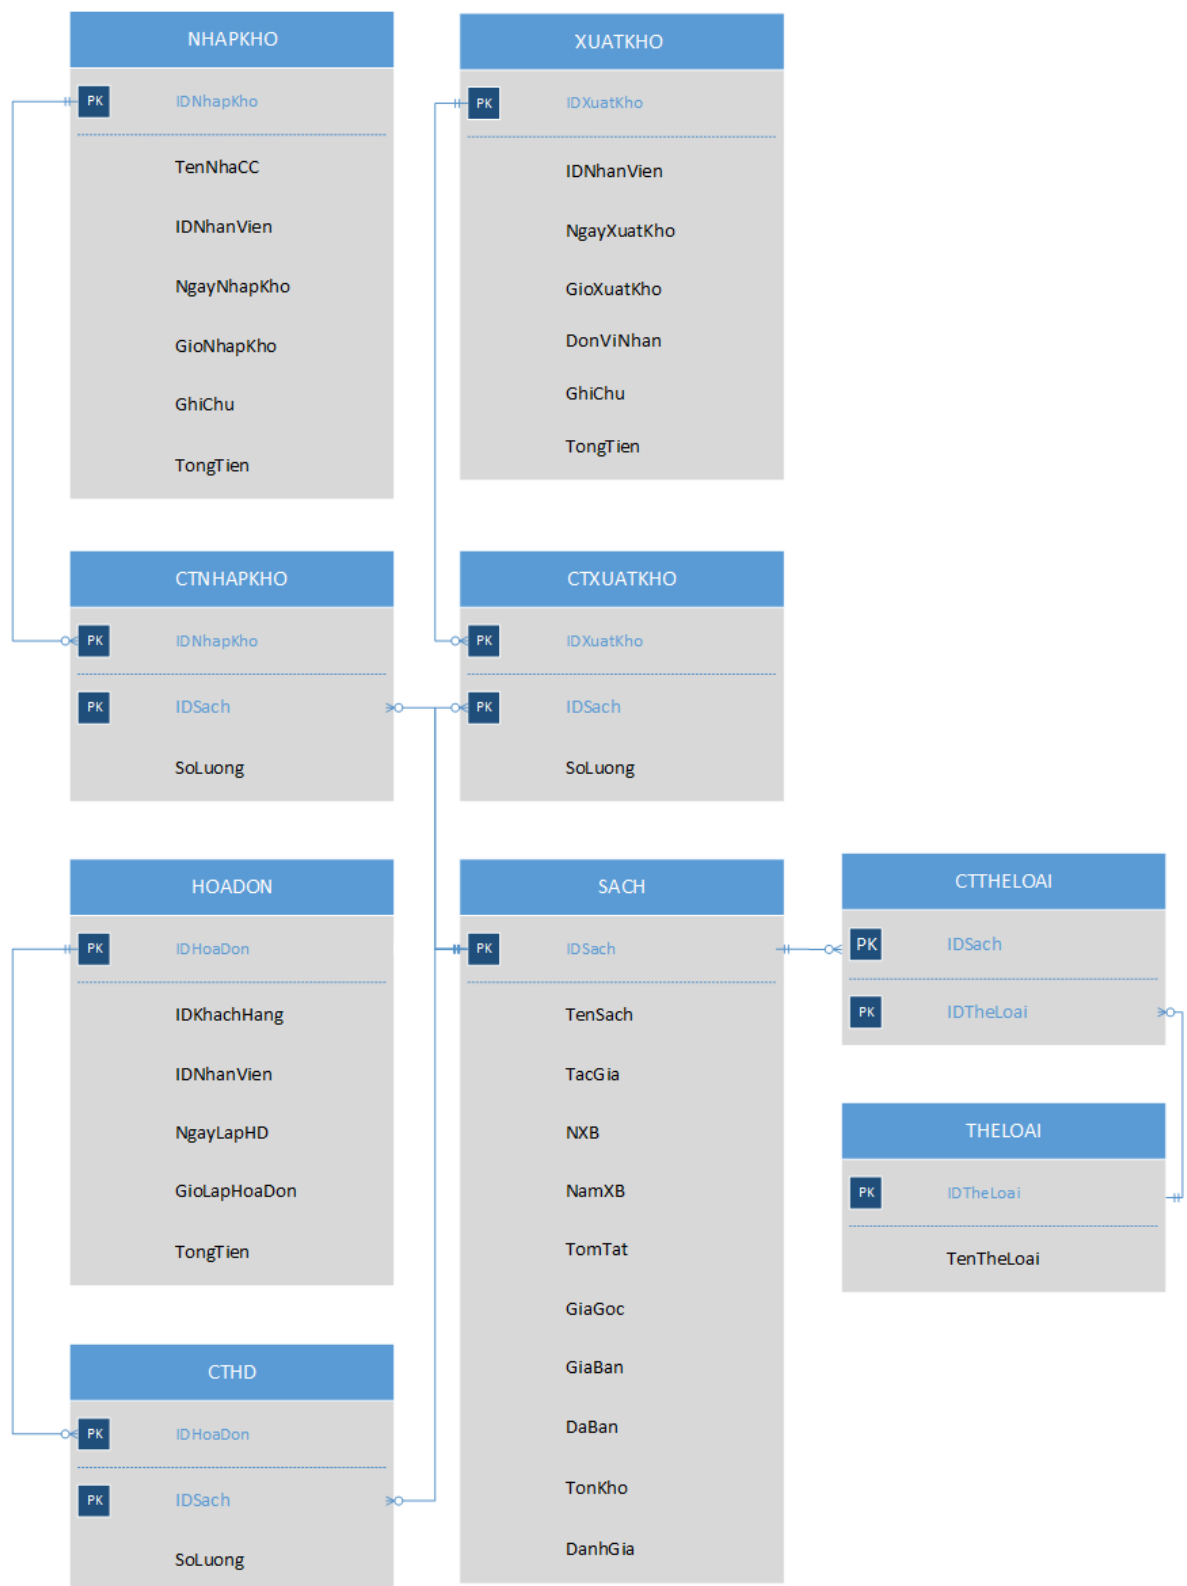 NHAPKHO
PK IDNhapKho
TenNhaCC
IDNhanVien
NgayNhapKho
GioNhapKho
GhiChu
TongTien
XUATKHO
PK IDXuatKho
IDNhanVien
NgayXuatKho
GioXuatKho
DonViNhan
GhiChu
TongTien
CTNHAPKHO
PK IDNhapKho
PK IDSach
SoLuong
CTXUATKHO
PK IDXuatKho
PK IDSach
SoLuong
HOADON
PK IDHoaDon
IDKhachHang
IDNhanVien
NgayLapHD
GioLapHoaDon
TongTien
SACH
PK IDSach
TenSach
TacGia
NXB
NamXB
TomTat
GiaGoc
GiaBan
DaBan
TonKho
DanhGia
CTTHELOAI
PK IDSach
PK IDTheLoai
THELOAI
PK IDTheLoai
TenTheLoai
CTHD
PK IDHoaDon
PK IDSach
SoLuong